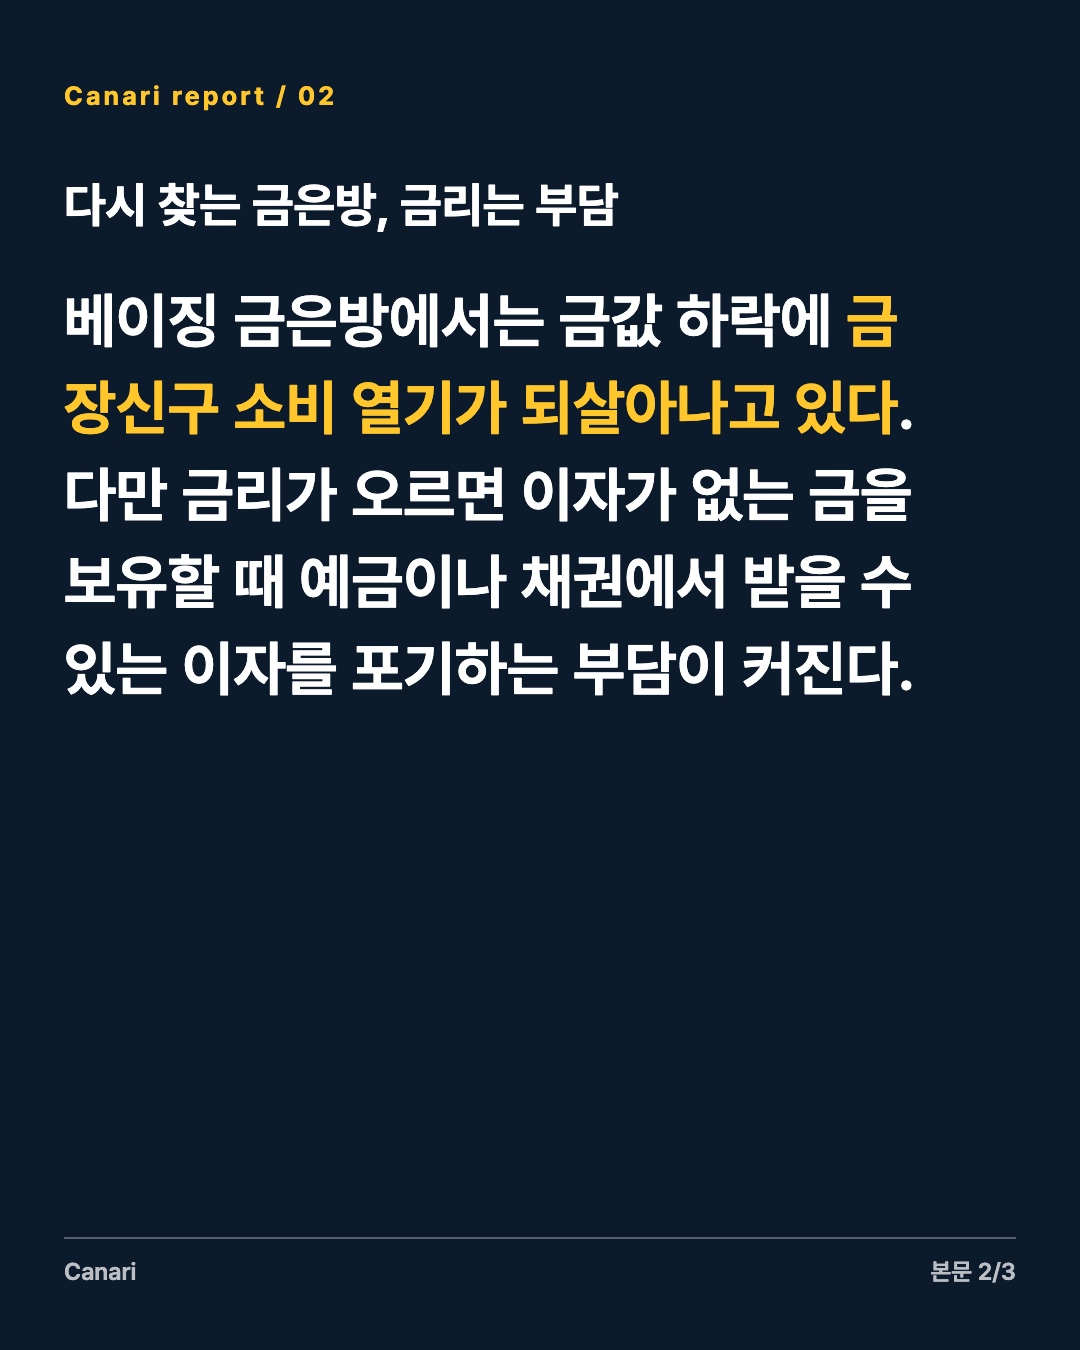 Canari report / 02
다시 찾는 금은방, 금리는 부담
베이징 금은방에서는 금값 하락에 금
장신구 소비 열기가 되살아나고 있다.
다만 금리가 오르면 이자가 없는 금을
보유할 때 예금이나 채권에서 받을 수
있는 이자를 포기하는 부담이 커진다.
Canari
본문 2/3